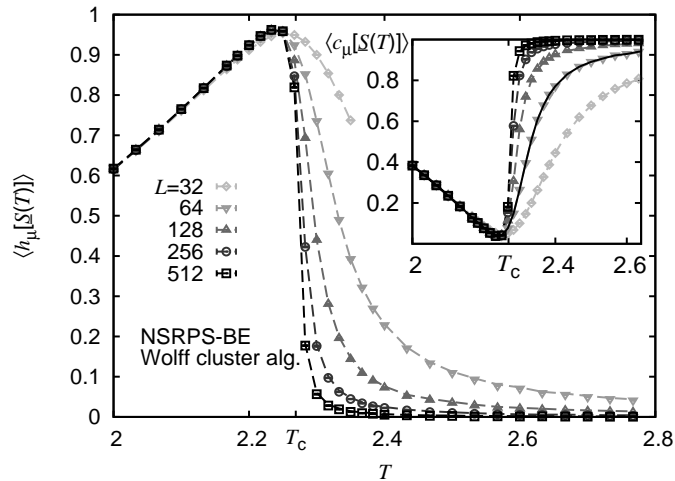 ⟨h_μ[S(T)]⟩
1
0.9
0.8
0.7
0.6
0.5
0.4
0.3
0.2
0.1
0
L=32
64
128
256
512
NSRPS-BE
Wolff cluster alg.
⟨c_μ[S(T)]⟩
0.8
0.6
0.4
0.2
2 T_c 2.4 2.6
2 2.2 T_c 2.4 2.6 2.8
T